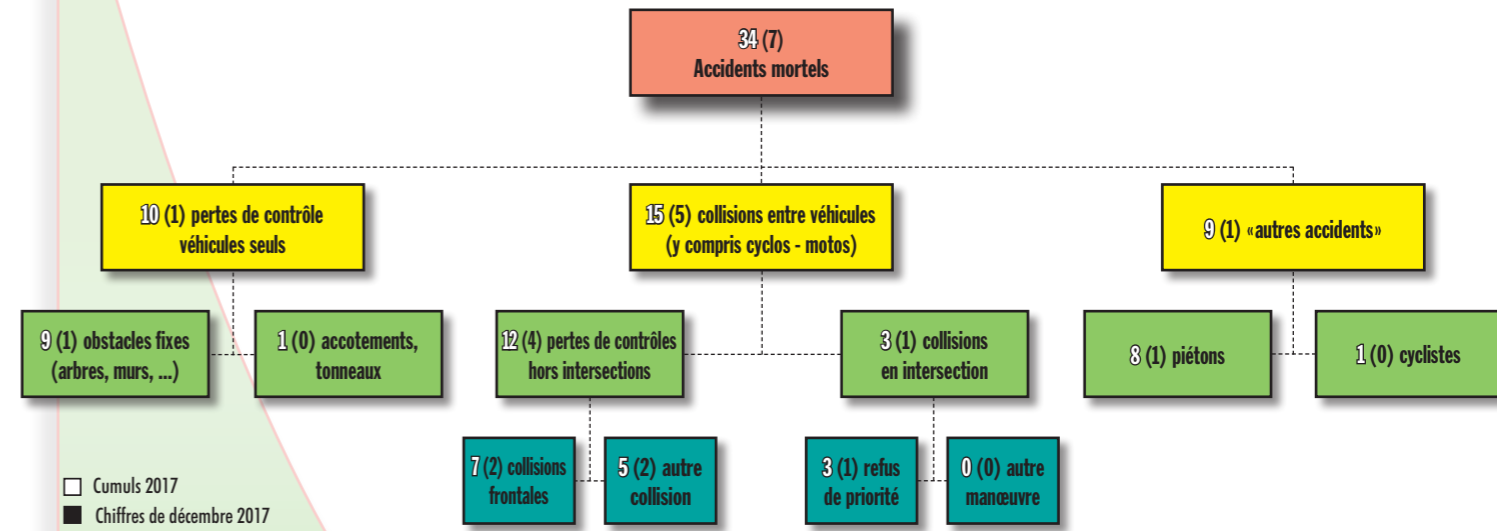 34 (7)
Accidents mortels
10 (1) pertes de contrôle
véhicules seuls
15 (5) collisions entre véhicules
(y compris cyclos - motos)
9 (1) «autres accidents»
9 (1) obstacles fixes
(arbres, murs, ...)
1 (0) accotements,
tonneaux
12 (4) pertes de contrôles
hors intersections
3 (1) collisions
en intersection
8 (1) piétons
1 (0) cyclistes
7 (2) collisions
frontales
5 (2) autre
collision
3 (1) refus
de priorité
0 (0) autre
manœuvre
Cumuls 2017
Chiffres de décembre 2017